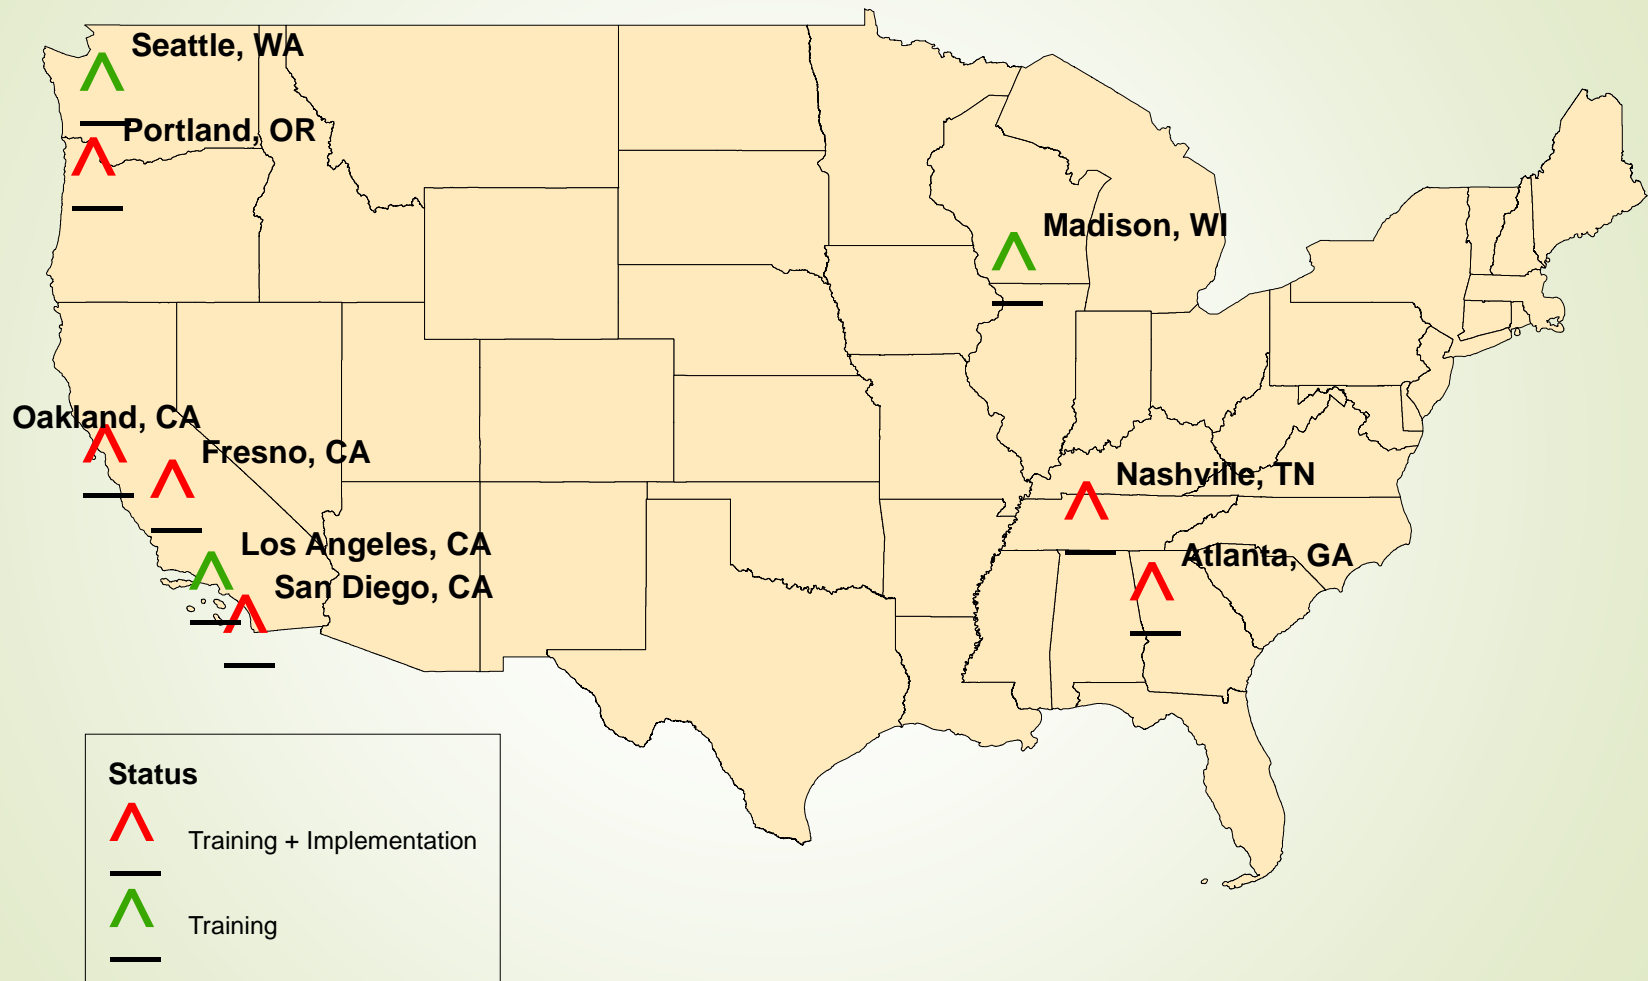 Seattle, WA
Portland, OR
Madison, WI
Oakland, CA
Fresno, CA
Nashville, TN
Los Angeles, CA
Atlanta, GA
San Diego, CA
Status
Training + Implementation
Training